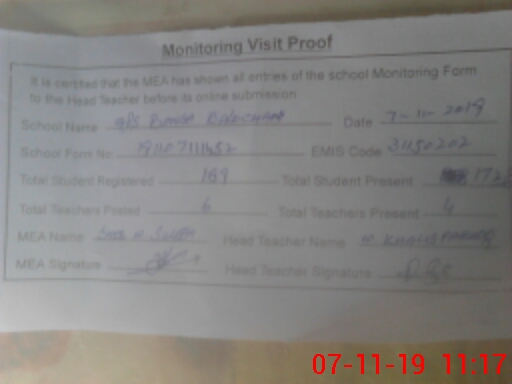 Monitoring Visit Proof
It is certified that the MEA has shown all entries of the school Monitoring Form
to the Head Teacher before its online submission
School Name GPS Date 7-11-2019
School Form No EMIS Code 31150202
Total Student Registered 169 Total Student Present
Total Teachers Posted 6 Total Teachers Present 4
MEA Name Head Teacher Name
MEA Signature Head Teacher Signature
07-11-19 11:17